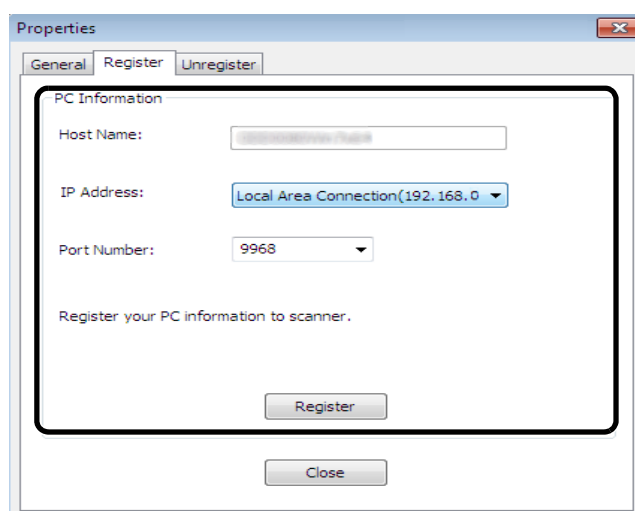 Properties
General Register Unregister
PC Information
Host Name:
IP Address: Local Area Connection(192.168.0
Port Number: 9968
Register your PC information to scanner.
Register
Close